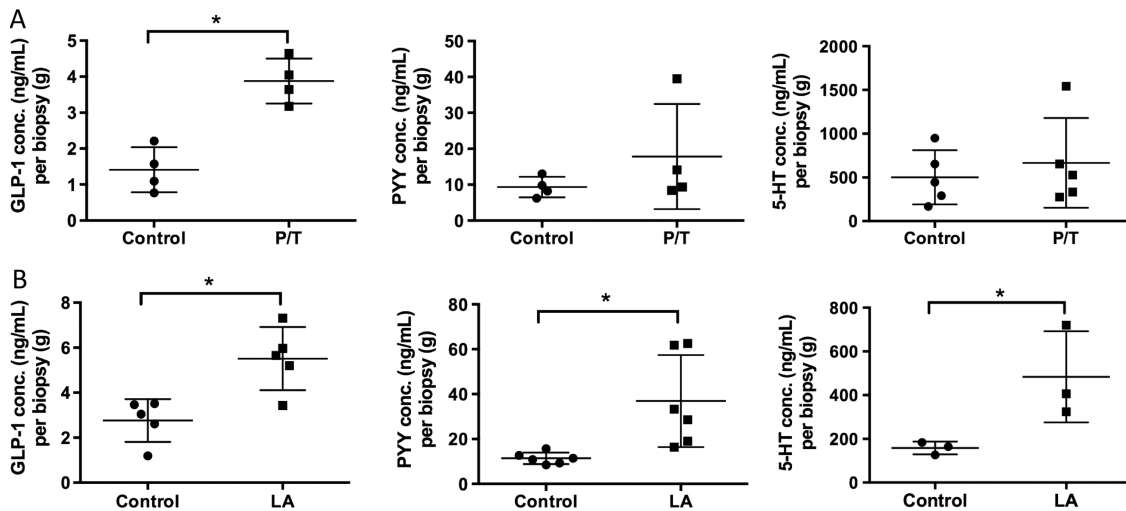 A
GLP-1 conc. (ng/mL)
per biopsy (g)
5
4
3
2
1
0
*
Control
P/T
PYY conc. (ng/mL)
per biopsy (g)
50
40
30
20
10
0
Control
P/T
5-HT conc. (ng/mL)
per biopsy (g)
2000
1500
1000
500
0
Control
P/T
B
GLP-1 conc. (ng/mL)
per biopsy (g)
8
6
4
2
0
*
Control
LA
PYY conc. (ng/mL)
per biopsy (g)
80
60
40
20
0
*
Control
LA
5-HT conc. (ng/mL)
per biopsy (g)
800
600
400
200
0
*
Control
LA